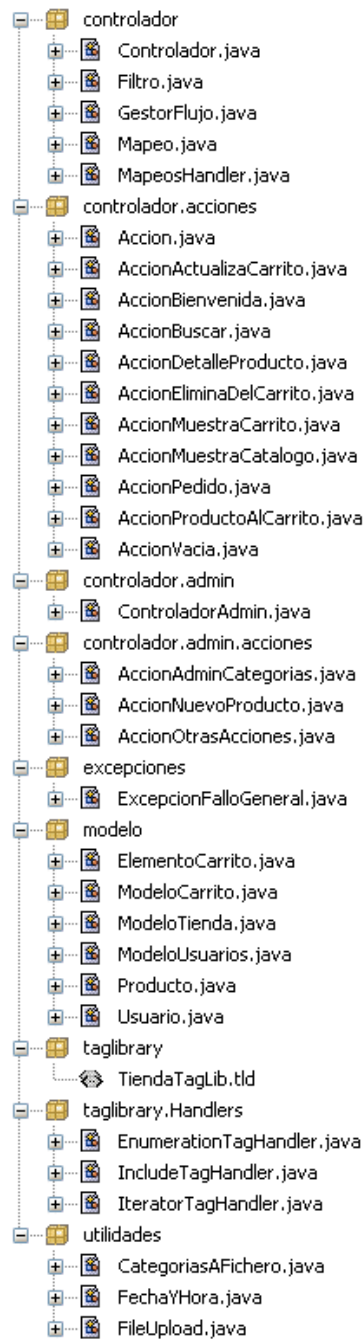 controlador
Controlador.java
Filtro.java
GestorFlujo.java
Mapeo.java
MapeosHandler.java
controlador.acciones
Accion.java
AccionActualizaCarrito.java
AccionBienvenida.java
AccionBuscar.java
AccionDetalleProducto.java
AccionEliminaDelCarrito.java
AccionMuestraCarrito.java
AccionMuestraCatalogo.java
AccionPedido.java
AccionProductoAlCarrito.java
AccionVacia.java
controlador.admin
ControladorAdmin.java
controlador.admin.acciones
AccionAdminCategorias.java
AccionNuevoProducto.java
AccionOtrasAcciones.java
excepciones
ExcepcionFalloGeneral.java
modelo
ElementoCarrito.java
ModeloCarrito.java
ModeloTienda.java
ModeloUsuarios.java
Producto.java
Usuario.java
taglibrary
TiendaTagLib.tld
taglibrary.Handlers
EnumerationTagHandler.java
IncludeTagHandler.java
IteratorTagHandler.java
utilidades
CategoriasAFichero.java
FechaYHora.java
FileUpload.java